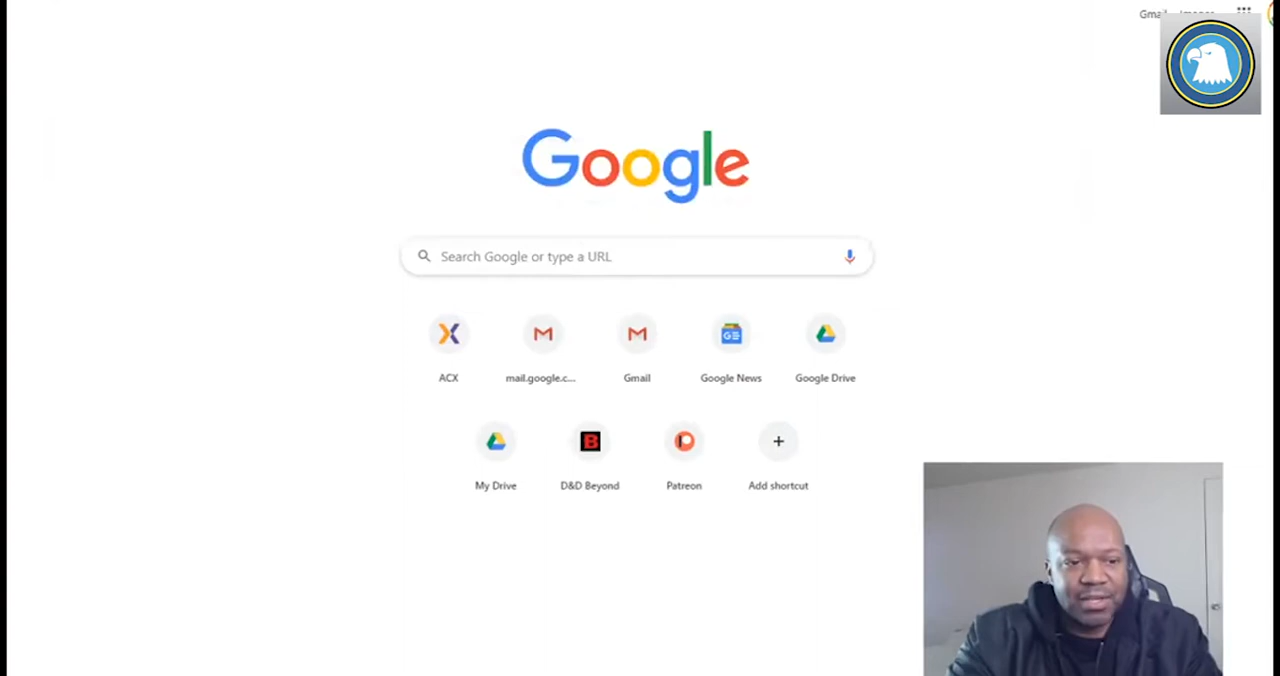 Google
Search Google or type a URL
ACX
mail.google.c...
Gmail
Google News
Google Drive
My Drive
D&D Beyond
Patreon
Add shortcut